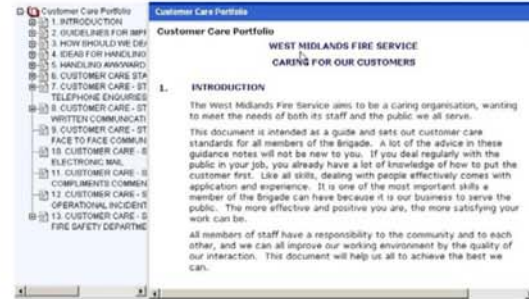 Customer Care Portfolio
1. INTRODUCTION
2. GUIDELINES FOR IMPR
3. HOW SHOULD WE DEA
4. IDEAS FOR HANDLING
5. HANDLING AWKWARD
6. CUSTOMER CARE STA
7. CUSTOMER CARE - ST
TELEPHONE ENQUIRIES
8. CUSTOMER CARE - ST
WRITTEN COMMUNICATI
9. CUSTOMER CARE - ST
FACE TO FACE COMMUN
10. CUSTOMER CARE - S
ELECTRONIC MAIL
11. CUSTOMER CARE - S
COMPLIMENTS COMMEN
12. CUSTOMER CARE - S
OPERATIONAL INCIDENT
13. CUSTOMER CARE - S
FIRE SAFETY DEPARTME
Customer Care Portfolio
Customer Care Portfolio
WEST MIDLANDS FIRE SERVICE
CARING FOR OUR CUSTOMERS
1. INTRODUCTION
The West Midlands Fire Service aims to be a caring organisation, wanting
to meet the needs of both its staff and the public we all serve.
This document is intended as a guide and sets out customer care
standards for all members of the Brigade. A lot of the advice in these
guidance notes will not be new to you. If you deal regularly with the
public in your job, you already have a lot of knowledge of how to put the
customer first. Like all skills, dealing with people effectively comes with
application and experience. It is one of the most important skills a
member of the Brigade can have because it is our business to serve the
public. The more effective and positive you are, the more satisfying your
work can be.
All members of staff have a responsibility to the community and to each
other, and we can all improve our working environment by the quality of
our interaction. This document will help us all to achieve the best we
can.